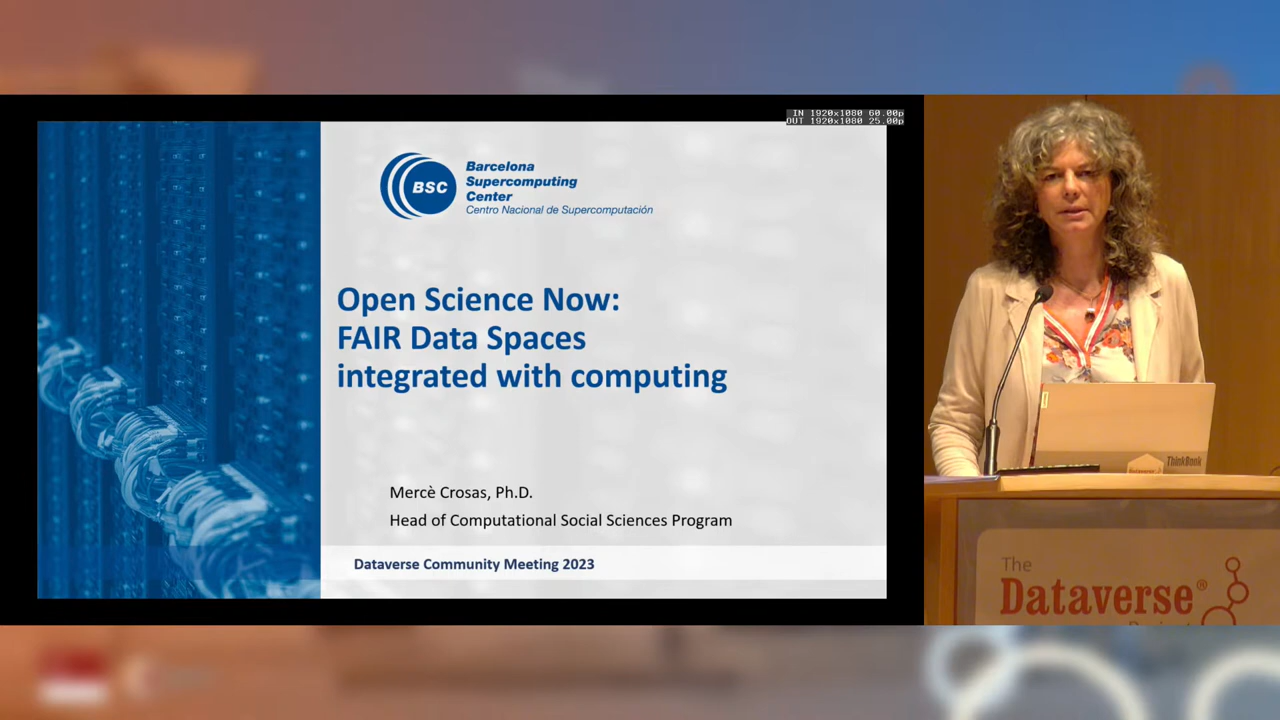 IN 1920x1080 60.00p
OUT 1920x1080 25.00p
BSC
Barcelona
Supercomputing
Center
Centro Nacional de Supercomputación
Open Science Now:
FAIR Data Spaces
integrated with computing
Mercè Crosas, Ph.D.
Head of Computational Social Sciences Program
Dataverse Community Meeting 2023
ThinkBook
The
Dataverse®
Project